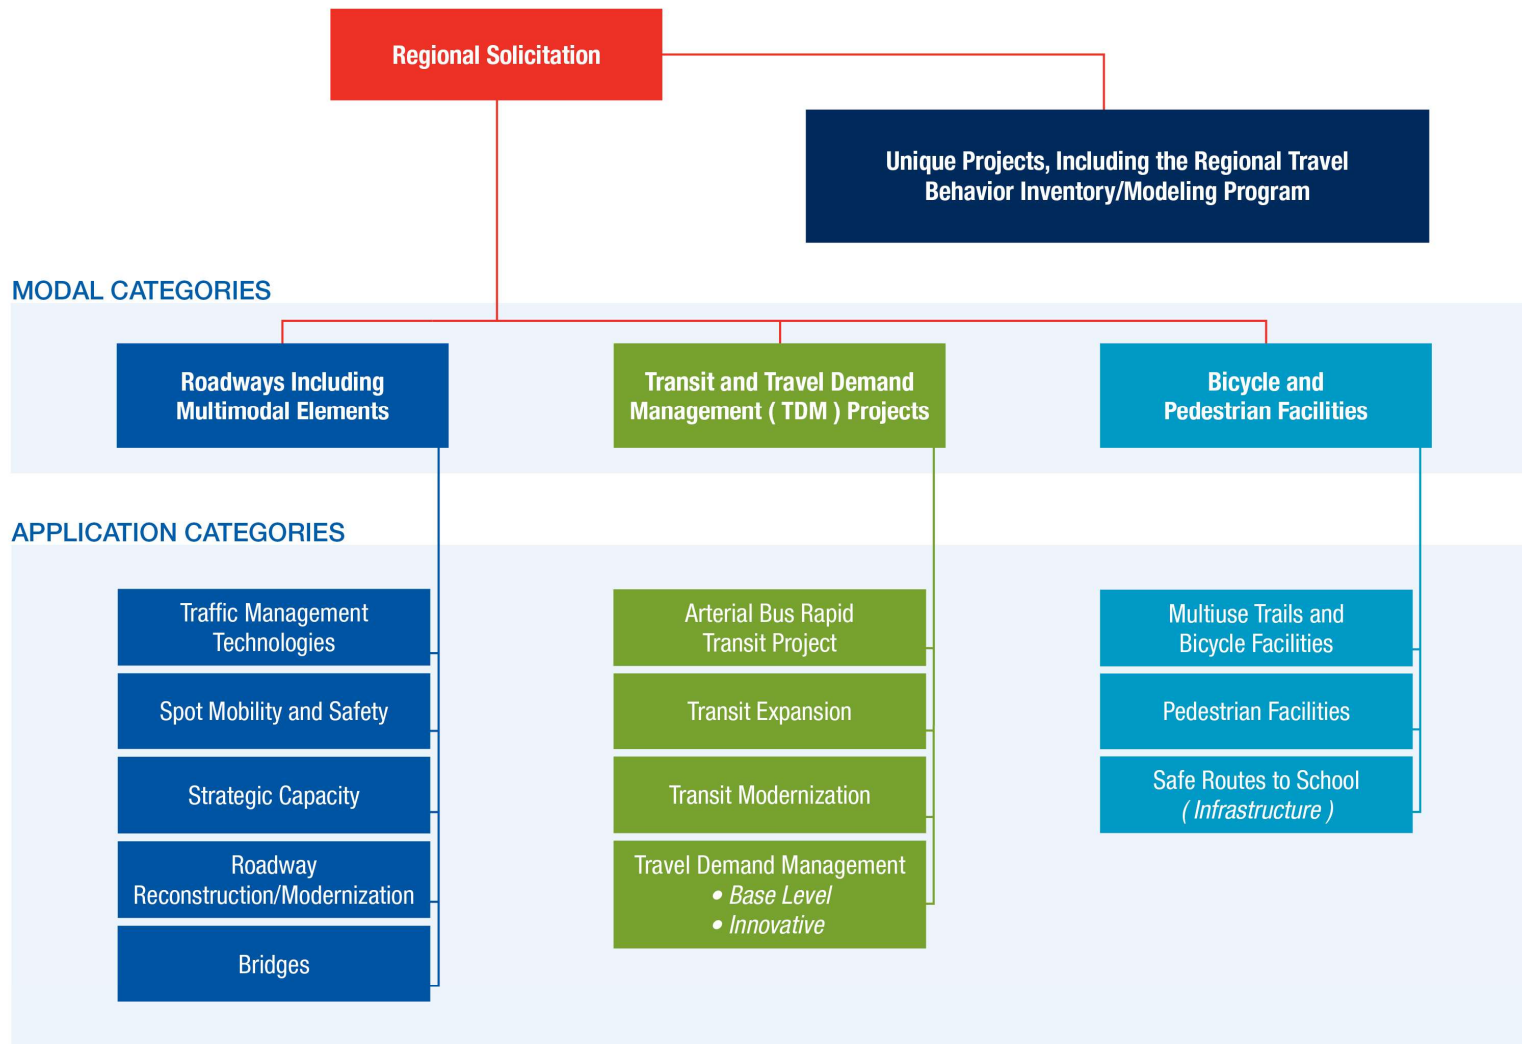 Regional Solicitation
Unique Projects, Including the Regional Travel
Behavior Inventory/Modeling Program
MODAL CATEGORIES
Roadways Including
Multimodal Elements
Transit and Travel Demand
Management ( TDM ) Projects
Bicycle and
Pedestrian Facilities
APPLICATION CATEGORIES
Traffic Management
Technologies
Spot Mobility and Safety
Strategic Capacity
Roadway
Reconstruction/Modernization
Bridges
Arterial Bus Rapid
Transit Project
Transit Expansion
Transit Modernization
Travel Demand Management
• Base Level
• Innovative
Multiuse Trails and
Bicycle Facilities
Pedestrian Facilities
Safe Routes to School
( Infrastructure )